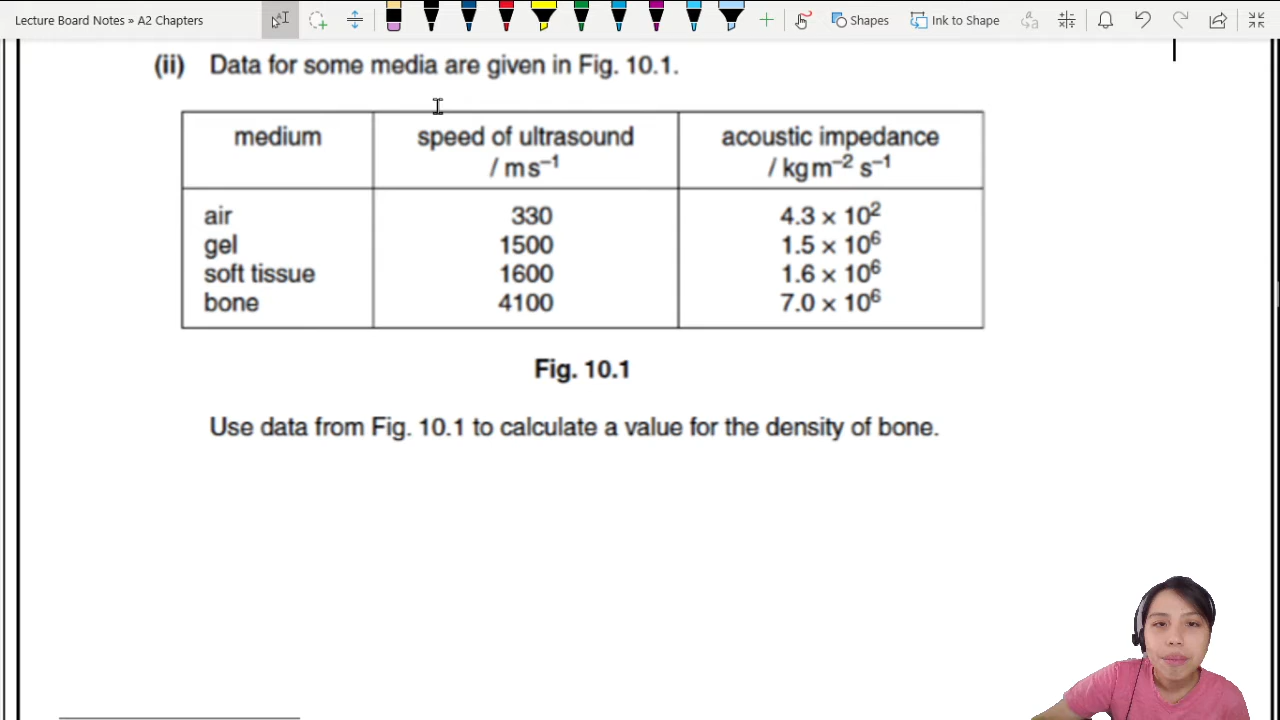 Lecture Board Notes » A2 Chapters
Shapes
Ink to Shape
(ii) Data for some media are given in Fig. 10.1.
medium speed of ultrasound / m s⁻¹ acoustic impedance / kg m⁻² s⁻¹
air 330 4.3 × 10²
gel 1500 1.5 × 10⁶
soft tissue 1600 1.6 × 10⁶
bone 4100 7.0 × 10⁶
Fig. 10.1
Use data from Fig. 10.1 to calculate a value for the density of bone.